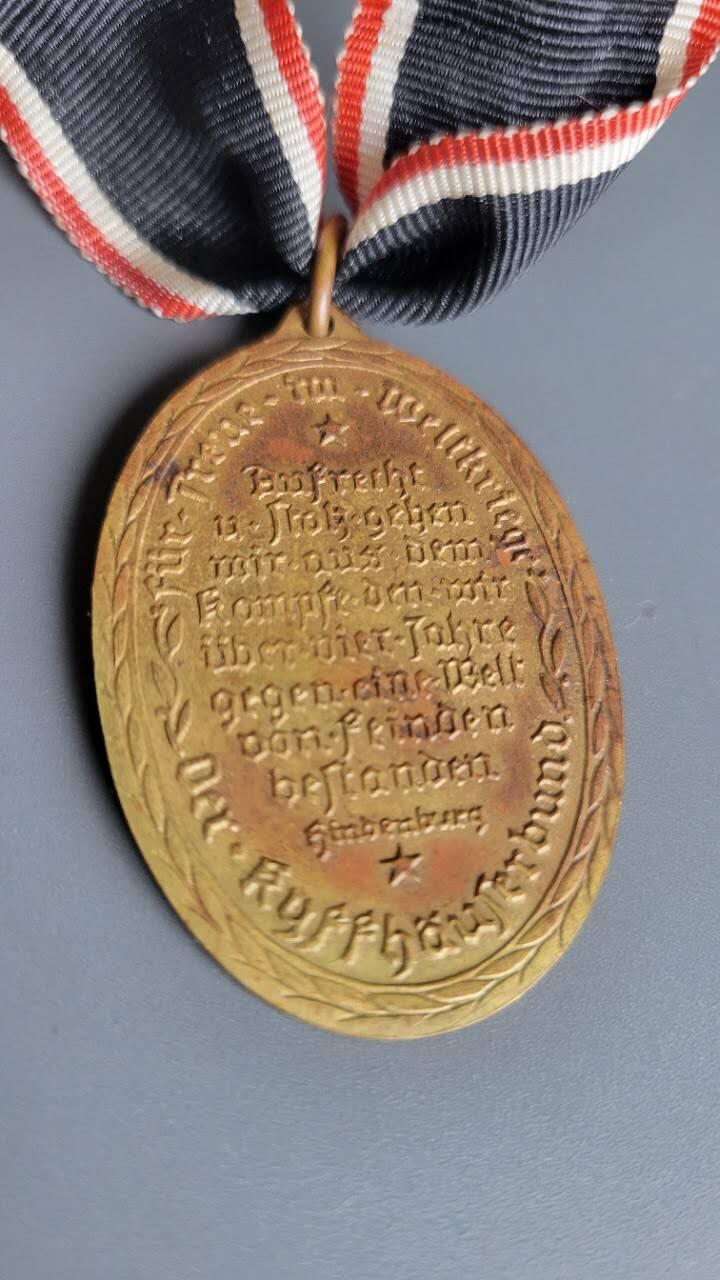 Für·Treue·im·Weltkriege
Aufrecht
u·stolz·gehen
wir·aus·dem
Kampfe·den·wir
über·vier·Jahre
gegen·eine·Welt
von·Feinden
bestanden
Hindenburg
Der·Kyffhäuserbund